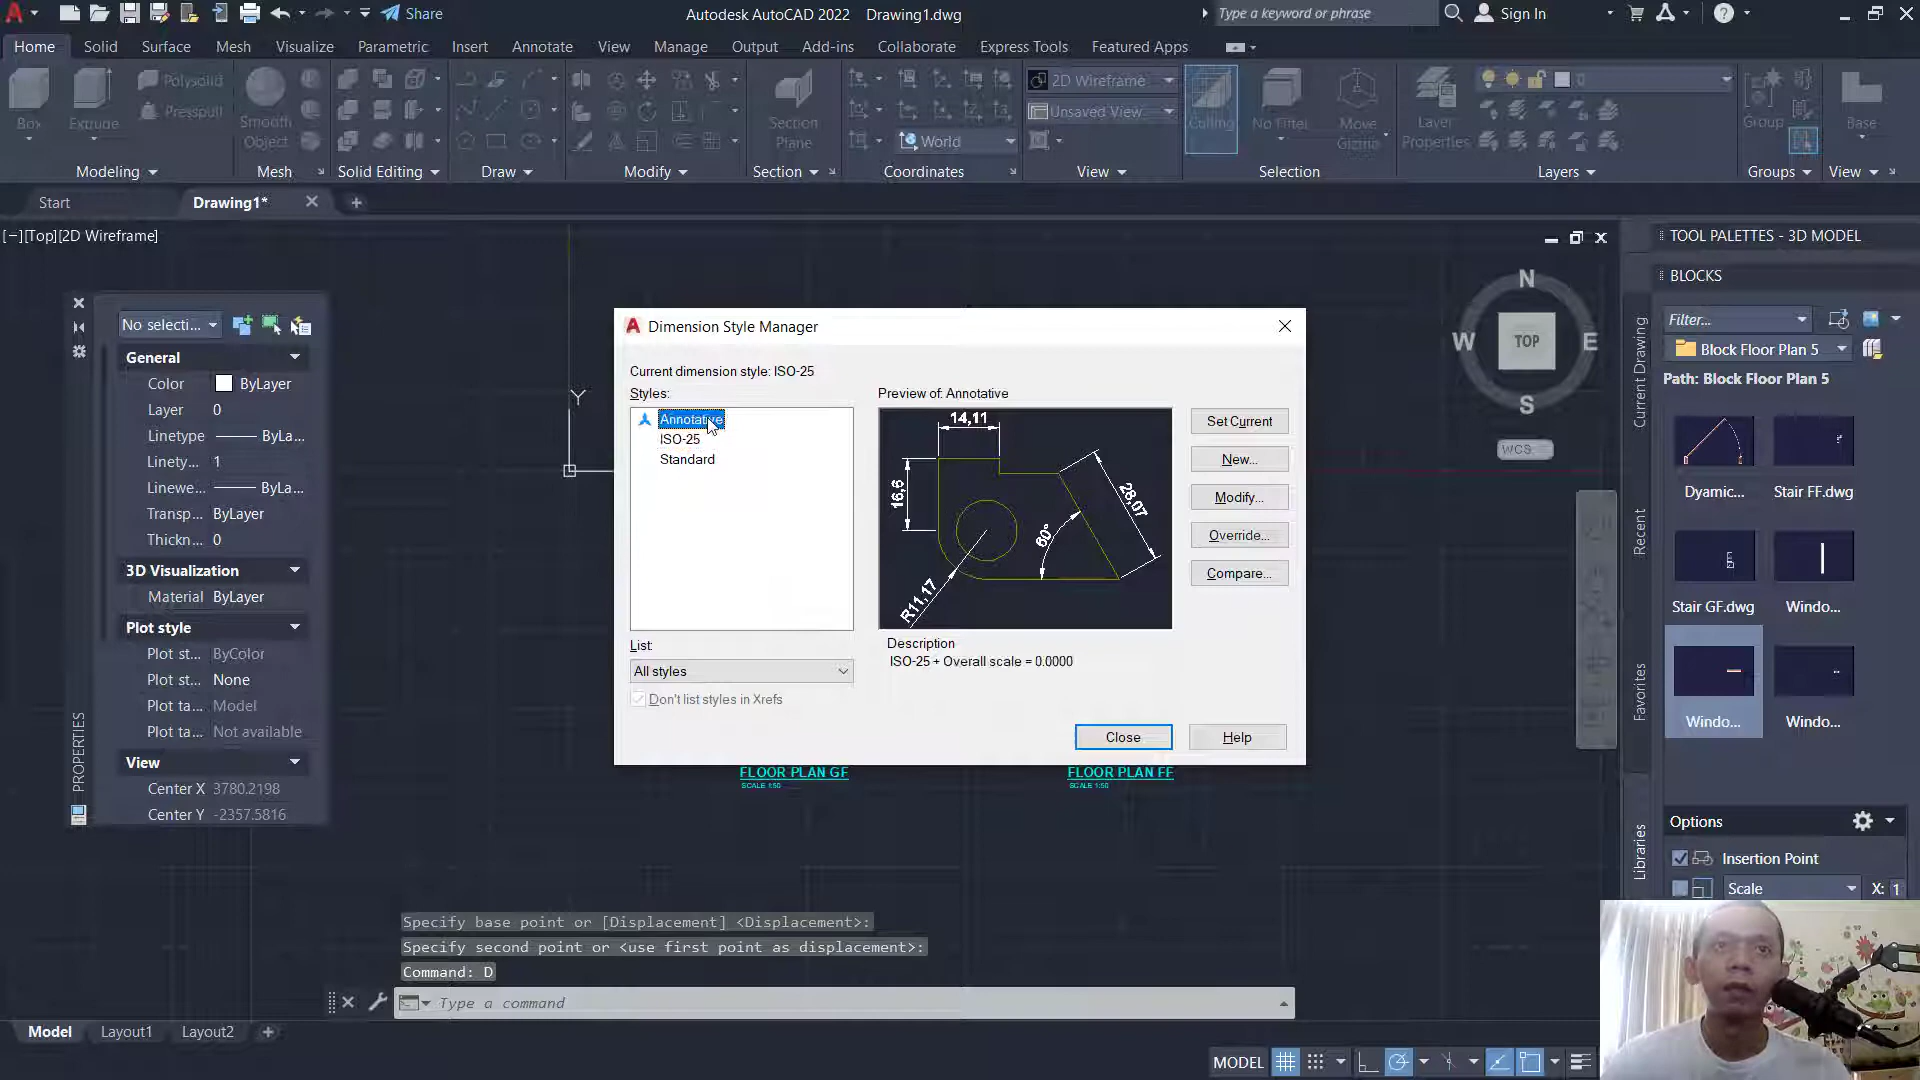 Share
Autodesk AutoCAD 2022 Drawing1.dwg
Type a keyword or phrase
Sign In
Home Solid Surface Mesh Visualize Parametric Insert Annotate View Manage Output Add-ins Collaborate Express Tools Featured Apps
Box
Extrude
Polysolid
Presspull
Smooth
Object
Section
Plane
World
2D Wireframe
Unsaved View
Culling
No Filter
Move
Gizmo
Layer
Properties
0
Group
Base
Modeling Mesh Solid Editing Draw Modify Section Coordinates View Selection Layers Groups View
Start
Drawing1*
[−][Top][2D Wireframe]
No selecti...
General
Color ByLayer
Layer 0
Linetype ByLa...
Linety... 1
Linewe... ByLa...
Transp... ByLayer
Thickn... 0
3D Visualization
Material ByLayer
Plot style
Plot st... ByColor
Plot st... None
Plot ta... Model
Plot ta... Not available
View
Center X 3780.2198
Center Y -2357.5816
PROPERTIES
Y
Dimension Style Manager
Current dimension style: ISO-25
Styles:
Annotative
ISO-25
Standard
List:
All styles
Don't list styles in Xrefs
Preview of: Annotative
14,11
16,6
28,07
60°
R11,17
Description
ISO-25 + Overall scale = 0.0000
Set Current
New...
Modify...
Override...
Compare...
Close
Help
FLOOR PLAN GF
SCALE 1:50
FLOOR PLAN FF
SCALE 1:50
N
W
TOP
E
S
WCS
TOOL PALETTES - 3D MODEL
BLOCKS
Filter...
Block Floor Plan 5
Path: Block Floor Plan 5
Current Drawing
Recent
Favorites
Libraries
Dyamic...
Stair FF.dwg
Stair GF.dwg
Windo...
Windo...
Windo...
Options
Insertion Point
Scale
X: 1
Specify base point or [Displacement] <Displacement>:
Specify second point or <use first point as displacement>:
Command: D
Type a command
Model Layout1 Layout2
MODEL